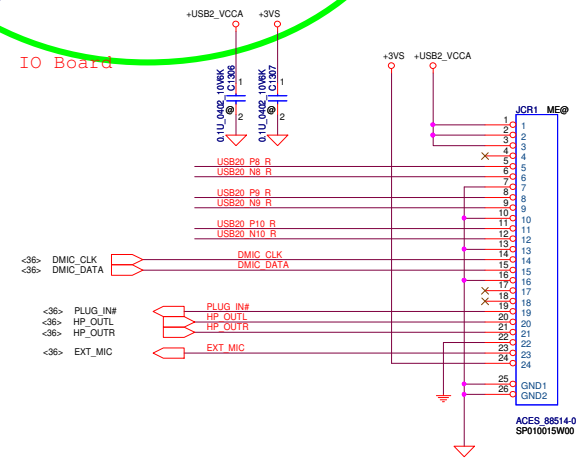 +USB2_VCCA +3VS
IO Board
0.1U_0402_10V6K
@ C1306
1
2
0.1U_0402_10V6K
@ C1307
1
2
+3VS +USB2_VCCA
JCR1 ME@
1 1
2 2
3 3
4 4
USB20_P8_R 5 5
USB20_N8_R 6 6
7 7
USB20_P9_R 8 8
USB20_N9_R 9 9
10 10
USB20_P10_R 11 11
USB20_N10_R 12 12
13 13
<36> DMIC_CLK DMIC_CLK 14 14
<36> DMIC_DATA DMIC_DATA 15 15
16 16
17 17
18 18
<36> PLUG_IN# PLUG_IN# 19 19
<36> HP_OUTL HP_OUTL 20 20
<36> HP_OUTR HP_OUTR 21 21
22 22
<36> EXT_MIC EXT_MIC 23 23
24 24
25 GND1
26 GND2
ACES_88514-0
SP010015W00